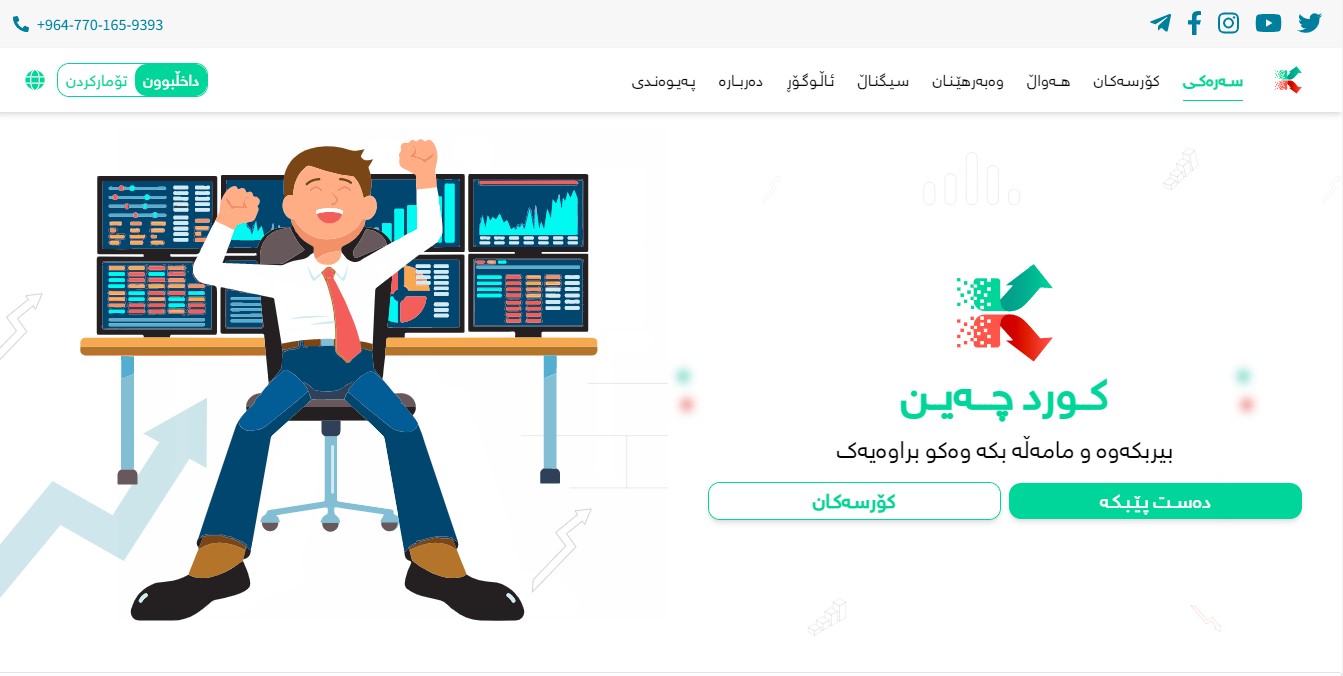 +964-770-165-9393
سەرەکی
کۆرسەکان
هەواڵ
وەبەرهێنان
سیگناڵ
ئاڵوگۆڕ
دەربارە
پەیوەندی
داخڵبوون
تۆمارکردن
کورد چەین
بیربکەوە و مامەڵە بکە وەکو براوەیەک
دەست پێبکە
کۆرسەکان